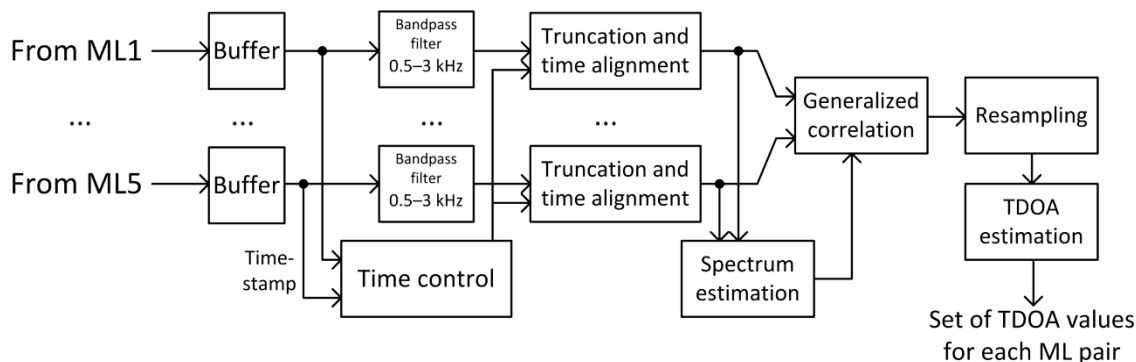 From ML1
Buffer
Bandpass
filter
0.5–3 kHz
Truncation and
time alignment
Generalized
correlation
Resampling
...
...
...
...
From ML5
Buffer
Bandpass
filter
0.5–3 kHz
Truncation and
time alignment
TDOA
estimation
Time-
stamp
Time control
Spectrum
estimation
Set of TDOA values
for each ML pair